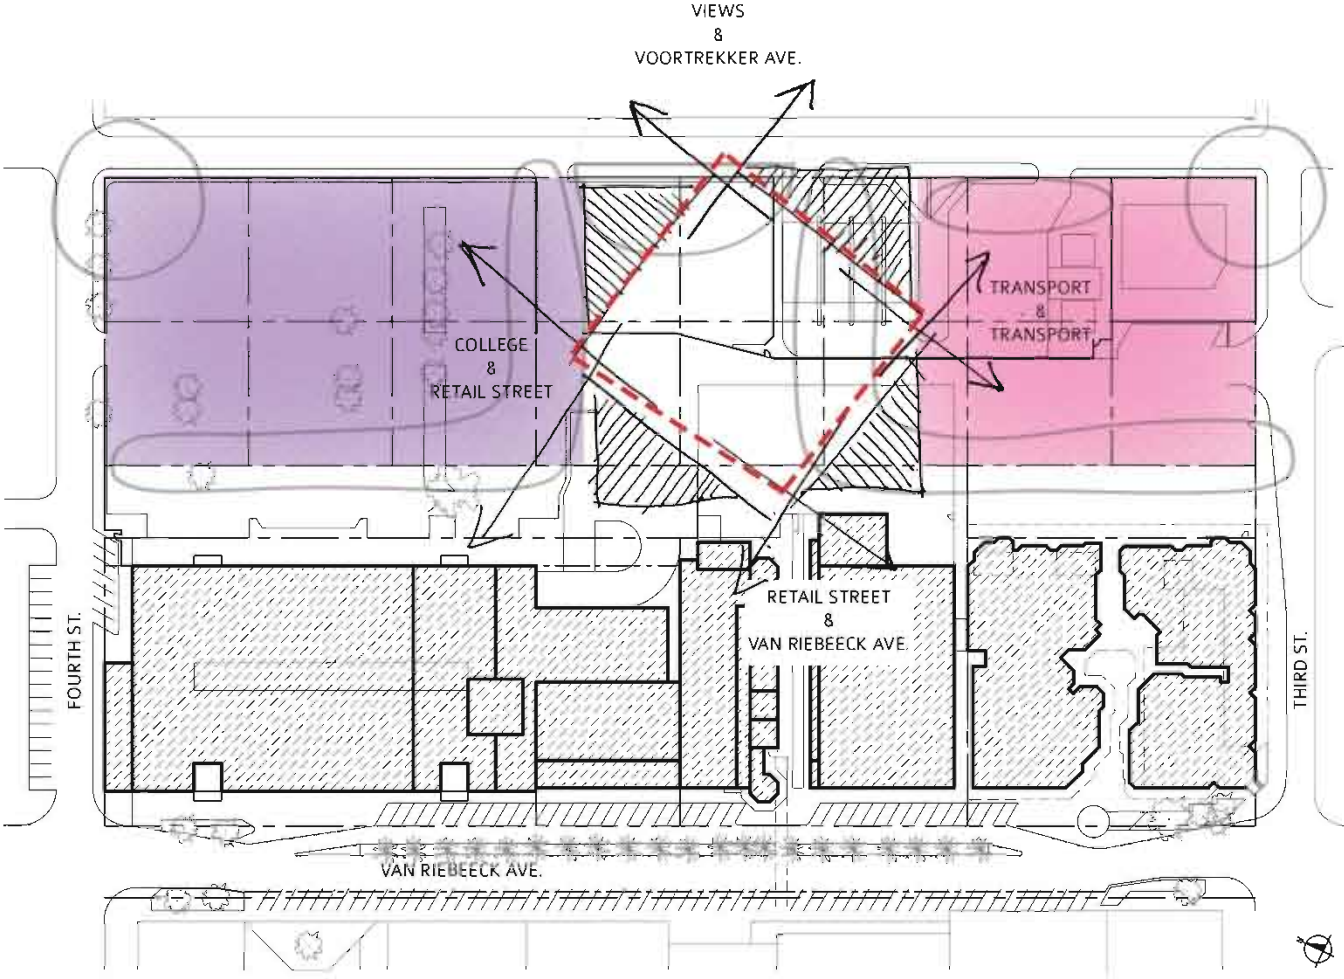 VIEWS
&
VOORTREKKER AVE.
TRANSPORT
&
TRANSPORT
COLLEGE
&
RETAIL STREET
RETAIL STREET
&
VAN RIEBEECK AVE.
FOURTH ST.
THIRD ST.
VAN RIEBEECK AVE.
N